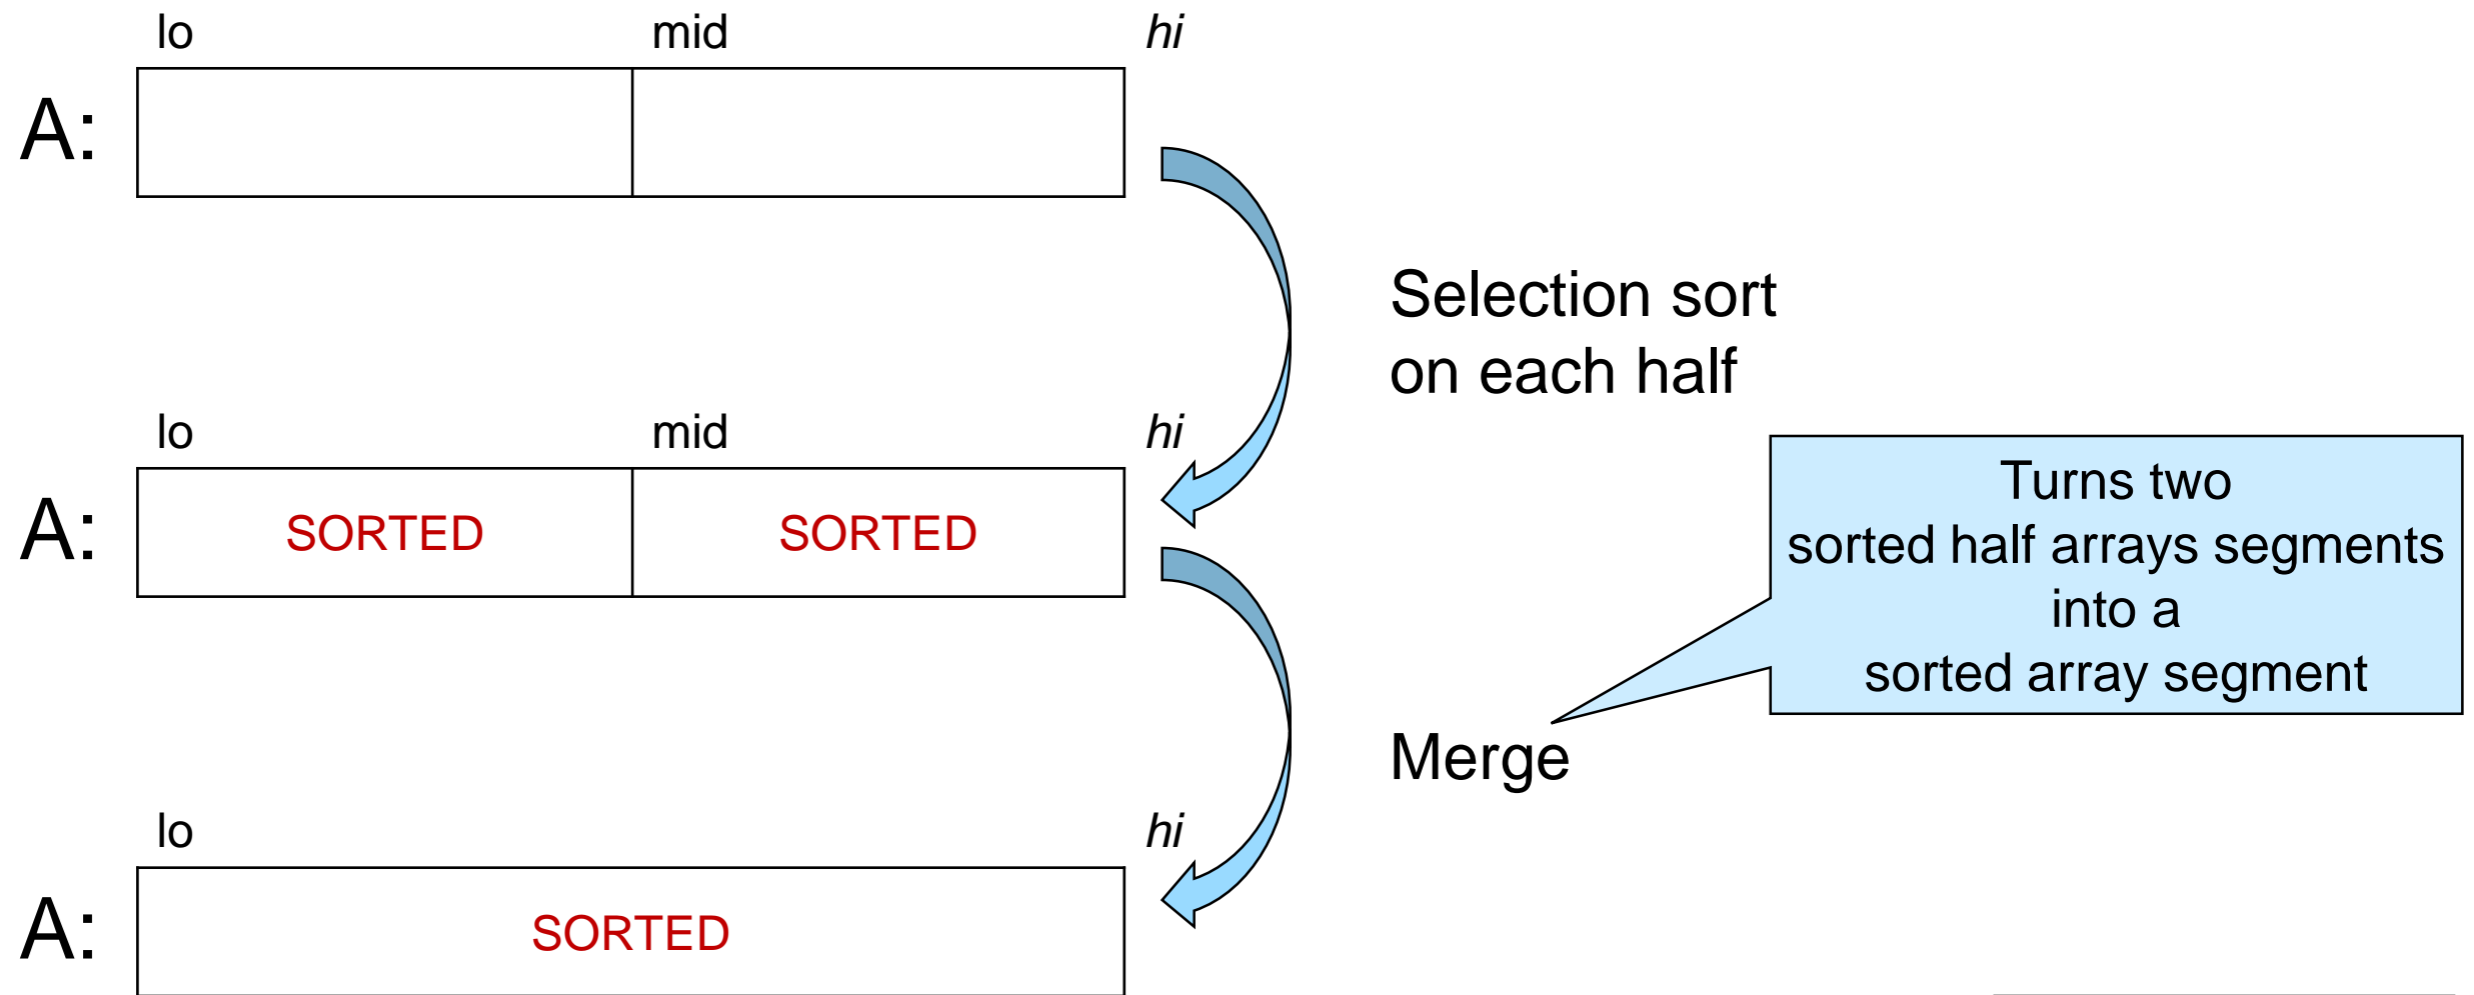 lo mid hi
A:
Selection sort
on each half
lo mid hi
A: SORTED SORTED
Turns two
sorted half arrays segments
into a
sorted array segment
Merge
lo hi
A: SORTED